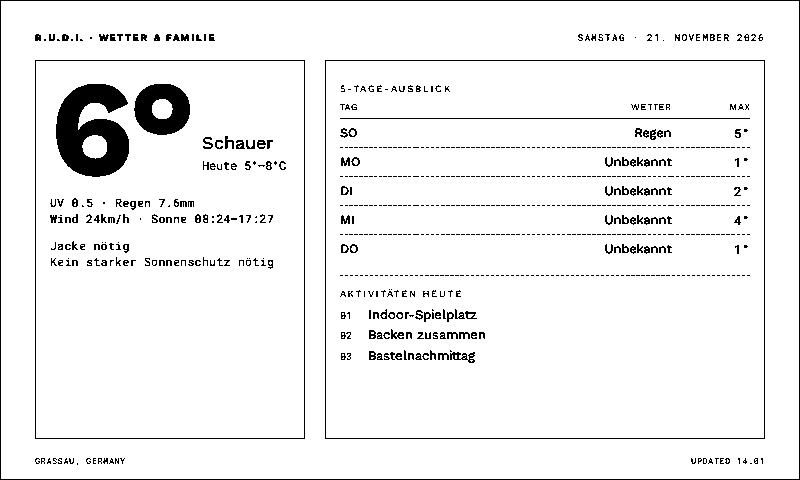 R.U.D.I. · WETTER & FAMILIE
SAMSTAG · 21. NOVEMBER 2026
6°
Schauer
Heute 5°–8°C
UV 0.5 · Regen 7.6mm
Wind 24km/h · Sonne 08:24–17:27
Jacke nötig
Kein starker Sonnenschutz nötig
5-TAGE-AUSBLICK
TAG WETTER MAX
SO Regen 5°
MO Unbekannt 1°
DI Unbekannt 2°
MI Unbekannt 4°
DO Unbekannt 1°
AKTIVITÄTEN HEUTE
01 Indoor-Spielplatz
02 Backen zusammen
03 Bastelnachmittag
GRASSAU, GERMANY
UPDATED 14.01